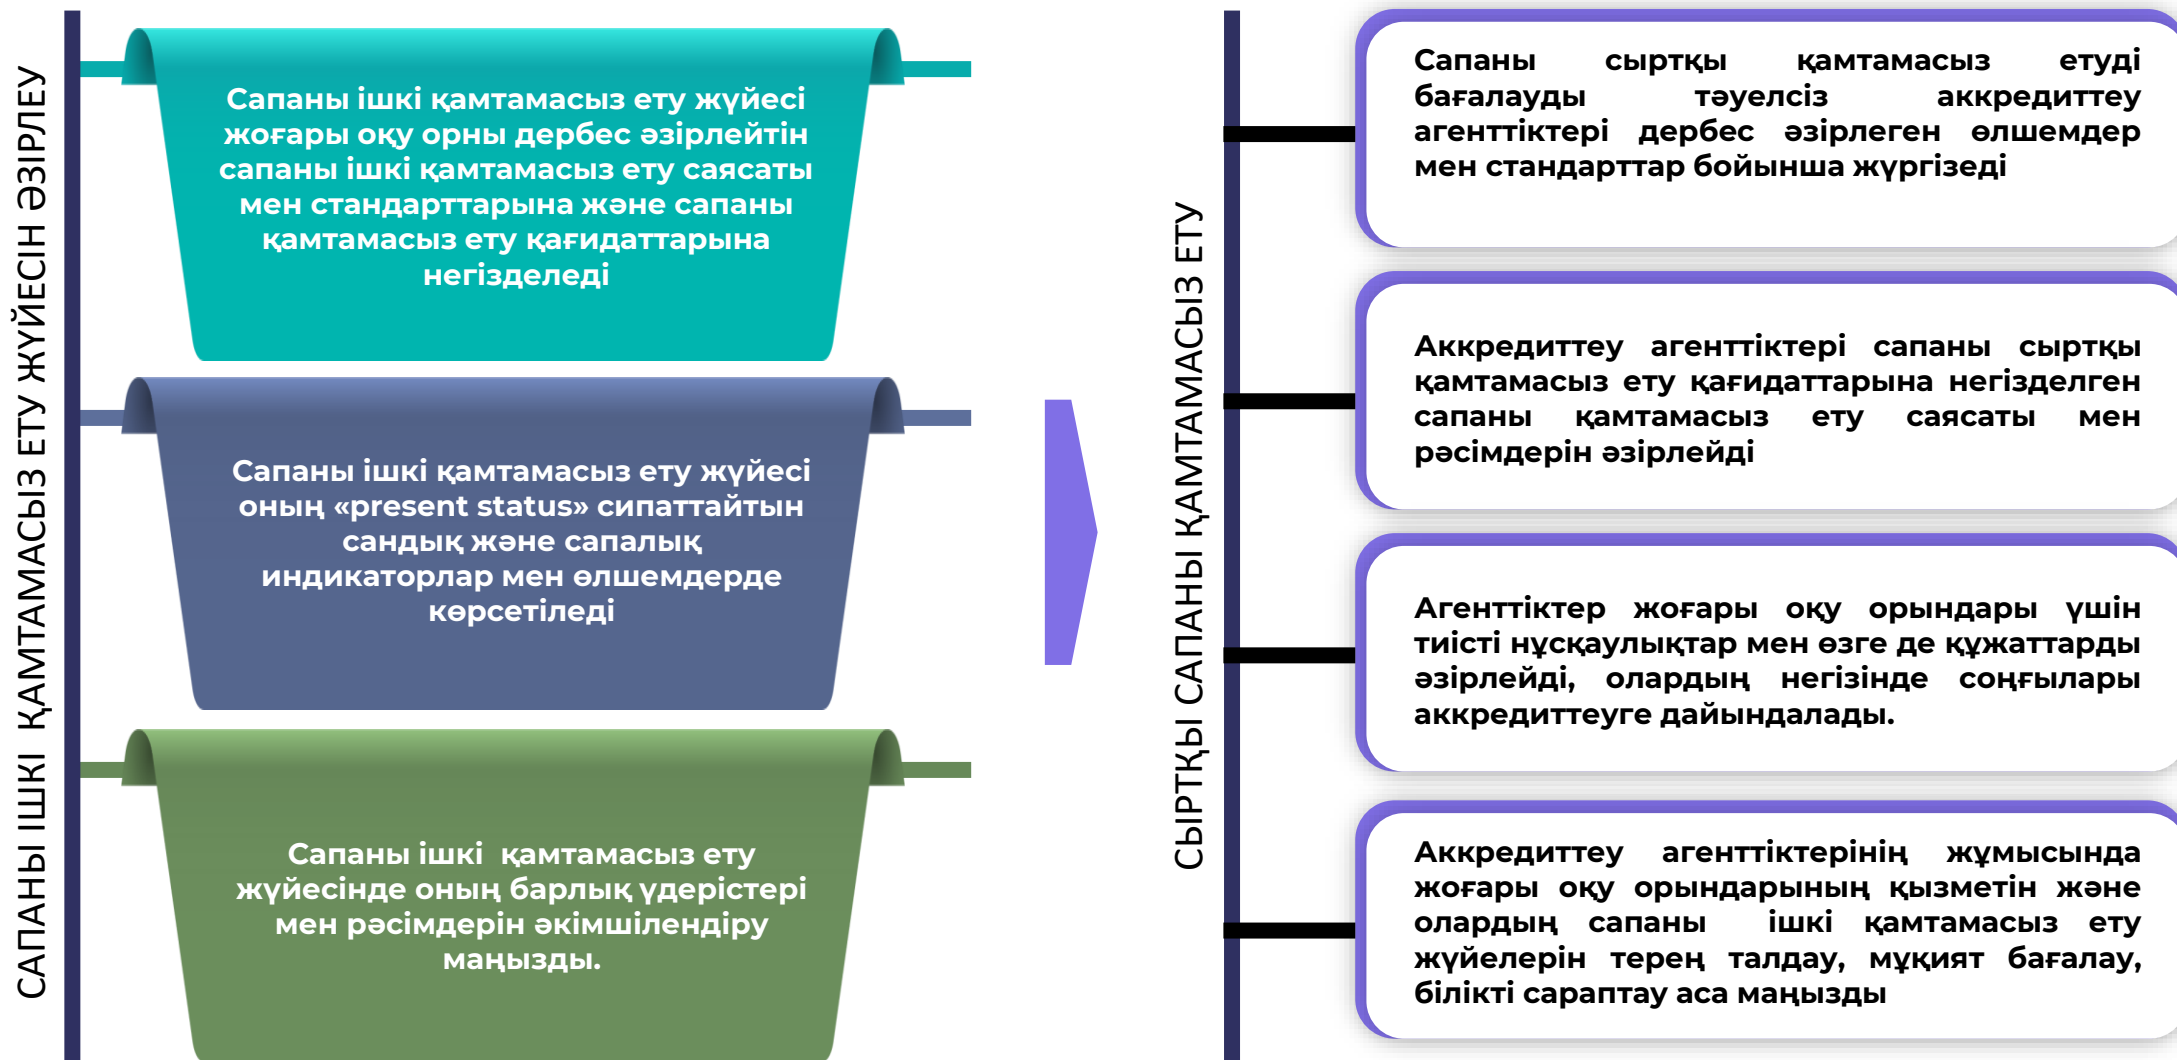 САПАНЫ ІШКІ ҚАМТАМАСЫЗ ЕТУ ЖҮЙЕСІН ӘЗІРЛЕУ
Сапаны ішкі қамтамасыз ету жүйесі
жоғары оқу орны дербес әзірлейтін
сапаны ішкі қамтамасыз ету саясаты
мен стандарттарына және сапаны
қамтамасыз ету қағидаттарына
негізделеді
Сапаны ішкі қамтамасыз ету жүйесі
оның «present status» сипаттайтын
сандық және сапалық
индикаторлар мен өлшемдерде
көрсетіледі
Сапаны ішкі қамтамасыз ету
жүйесінде оның барлық үдерістері
мен рәсімдерін әкімшілендіру
маңызды.
СЫРТҚЫ САПАНЫ ҚАМТАМАСЫЗ ЕТУ
Сапаны сыртқы қамтамасыз етуді
бағалауды тәуелсіз аккредиттеу
агенттіктері дербес әзірлеген өлшемдер
мен стандарттар бойынша жүргізеді
Аккредиттеу агенттіктері сапаны сыртқы
қамтамасыз ету қағидаттарына негізделген
сапаны қамтамасыз ету саясаты мен
рәсімдерін әзірлейді
Агенттіктер жоғары оқу орындары үшін
тиісті нұсқаулықтар мен өзге де құжаттарды
әзірлейді, олардың негізінде соңғылары
аккредиттеуге дайындалады.
Аккредиттеу агенттіктерінің жұмысында
жоғары оқу орындарының қызметін және
олардың сапаны ішкі қамтамасыз ету
жүйелерін терең талдау, мұқият бағалау,
білікті сараптау аса маңызды